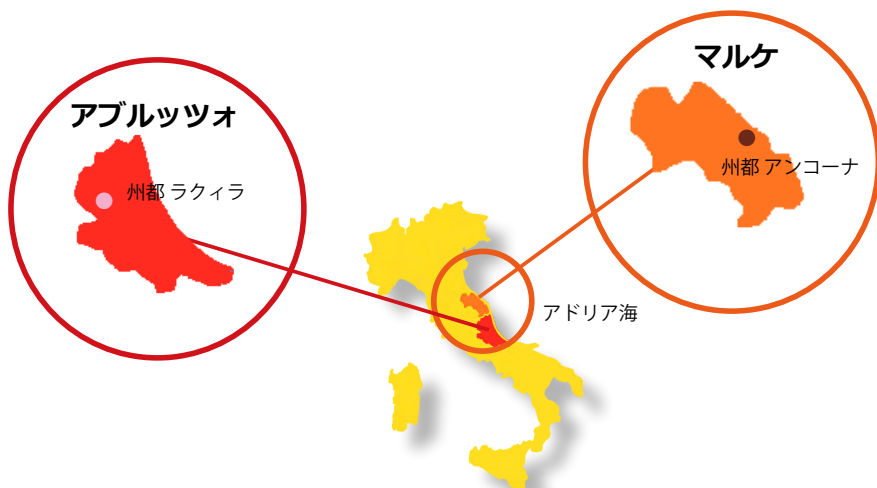 マルケ
アブルッツォ
州都 アンコーナ
州都 ラクィラ
アドリア海